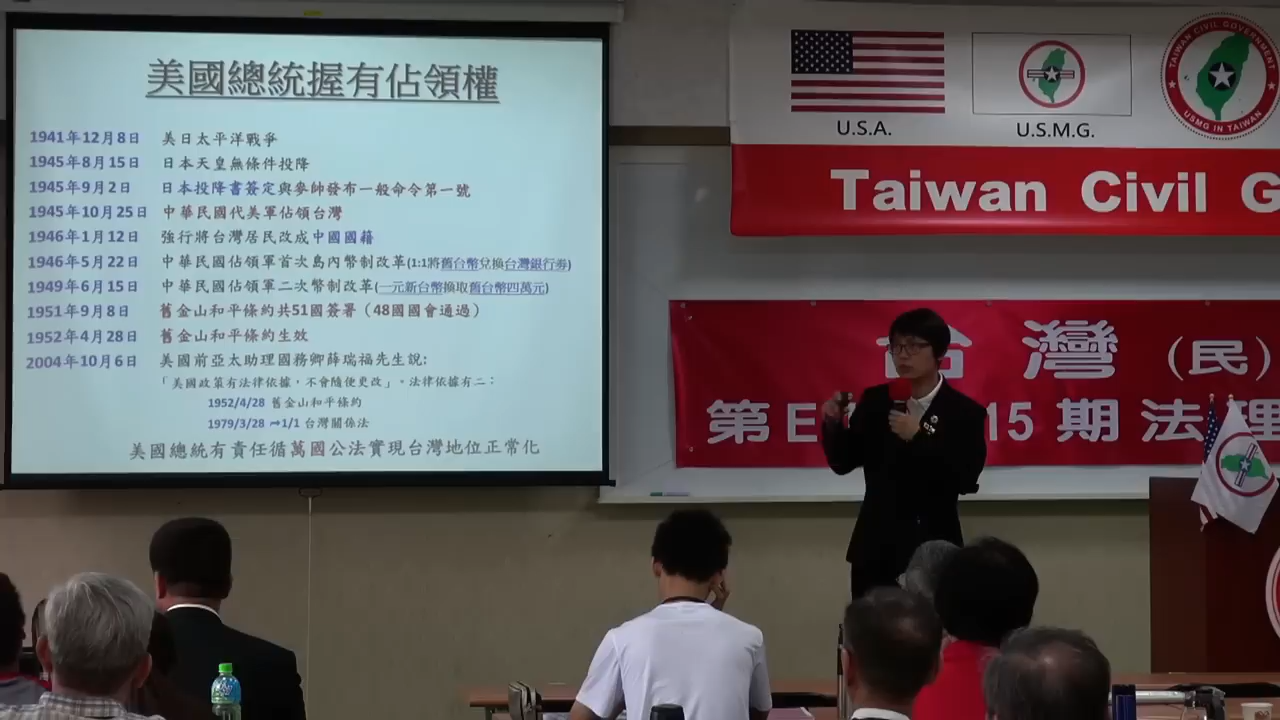 美國總統握有佔領權
1941年12月8日 美日太平洋戰爭
1945年8月15日 日本天皇無條件投降
1945年9月2日 日本投降書簽定與麥帥發布一般命令第一號
1945年10月25日 中華民國代美軍佔領台灣
1946年1月12日 強行將台灣居民改成中國國籍
1946年5月22日 中華民國佔領軍首次島內幣制改革(1:1將舊台幣兌換台灣銀行券)
1949年6月15日 中華民國佔領軍二次幣制改革(一元新台幣換取舊台幣四萬元)
1951年9月8日 舊金山和平條約共51國簽署（48國國會通過）
1952年4月28日 舊金山和平條約生效
2004年10月6日 美國前亞太助理國務卿薛瑞福先生說:
「美國政策有法律依據，不會隨便更改」。法律依據有二：
1952/4/28 舊金山和平條約
1979/3/28 →1/1 台灣關係法
美國總統有責任循萬國公法實現台灣地位正常化
U.S.A.
U.S.M.G.
TAIWAN CIVIL GOVERNMENT
USMG IN TAIWAN
Taiwan Civil G
台灣（民）
第E 15期法理